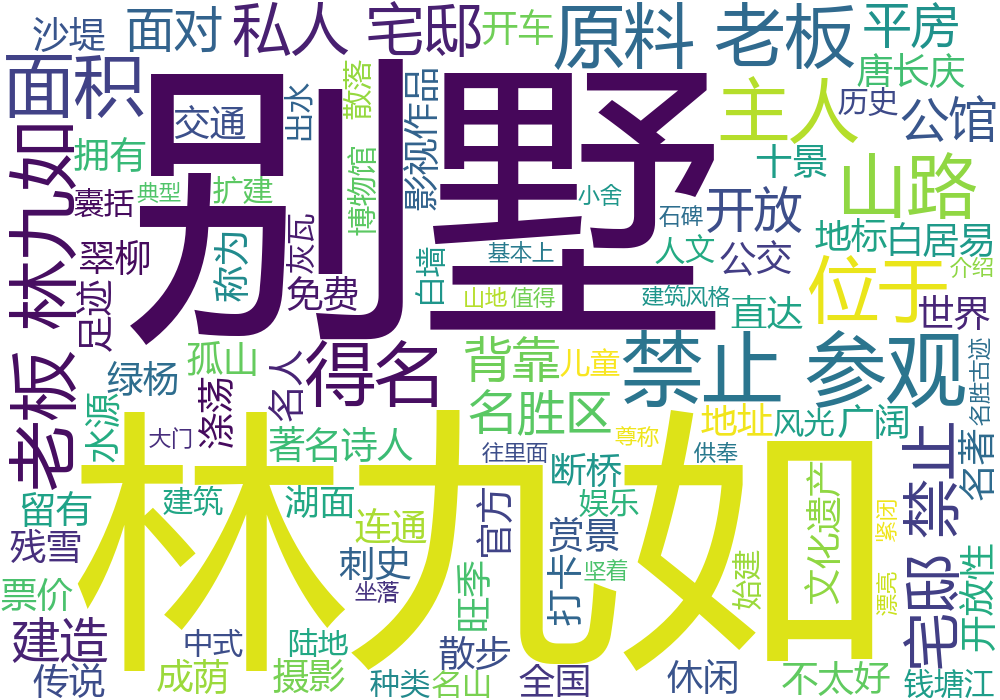 沙堤
面对
私人
宅邸
开车
原料
老板
平房
面积
别墅
唐长庆
交通
出水
散落
影视作品
主人
历史
公馆
林九如
拥有
十景
囊括
典型
扩建
博物馆
小舍
山路
开放
石碑
翠柳
称为
灰瓦
白墙
基本上
人文
公交
地标
白居易
介绍
足迹
免费
山地
值得
建筑风格
直达
位于
世界
孤山
名人
得名
背靠
儿童
禁止
参观
名胜古迹
老板
绿杨
涤荡
水源
名胜区
地址
风光
广阔
大门
著名诗人
往里面
尊称
供奉
禁止
名著
林九如
留有
建筑
湖面
连通
官方
断桥
娱乐
赏景
文化遗产
紧闭
残雪
刺史
坐落
旺季
打卡
坚着
始建
漂亮
宅邸
开放性
票价
建造
中式
陆地
散步
传说
成荫
摄影
种类
名山
全国
休闲
不太好
钱塘江